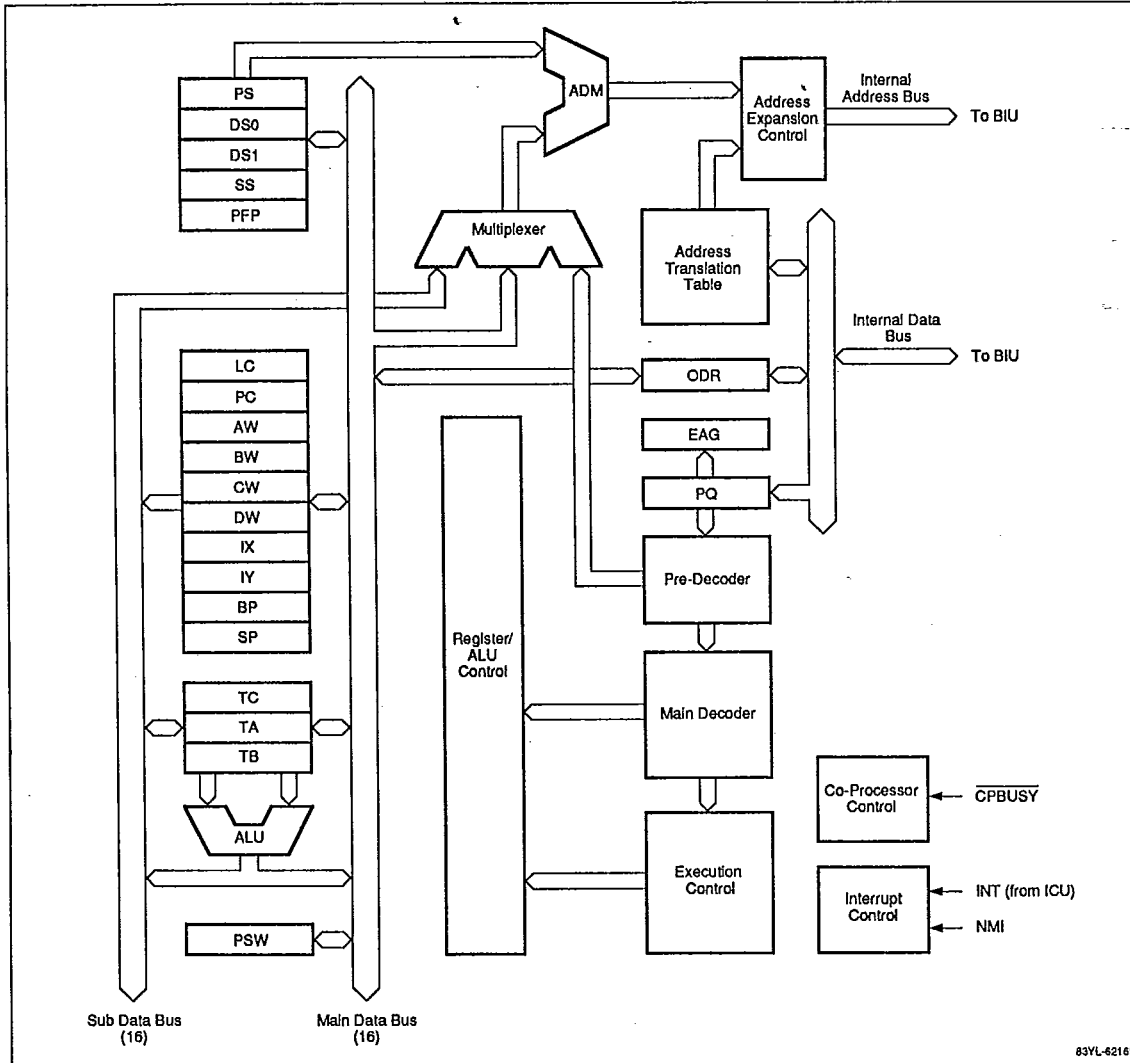 PS
DS0
DS1
SS
PFP
ADM
Address
Expansion
Control
Internal
Address Bus
To BIU
Multiplexer
Address
Translation
Table
Internal Data
Bus
To BIU
LC
PC
AW
BW
CW
DW
IX
IY
BP
SP
ODR
EAG
PQ
Pre-Decoder
Register/
ALU
Control
Main Decoder
TC
TA
TB
ALU
Execution
Control
Co-Processor
Control
CPBUSY
Interrupt
Control
INT (from ICU)
NMI
PSW
Sub Data Bus
(16)
Main Data Bus
(16)
83YL-6216